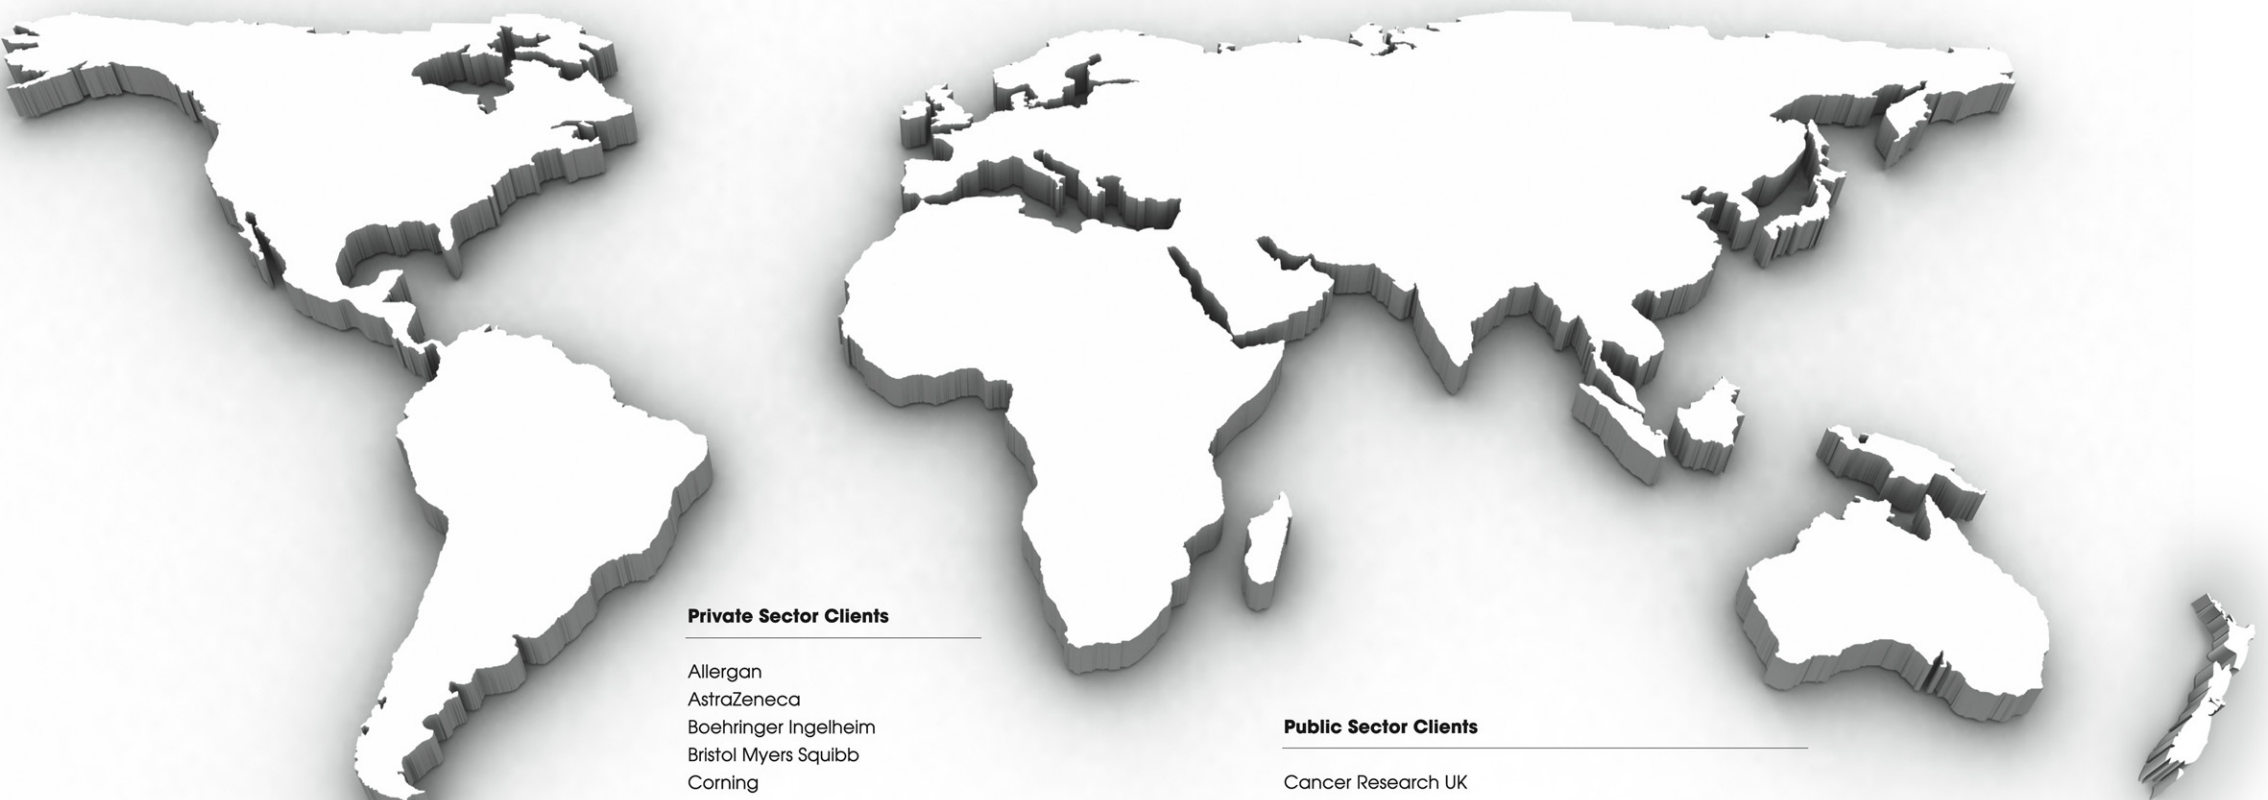 Private Sector Clients
Allergan
AstraZeneca
Boehringer Ingelheim
Bristol Myers Squibb
Corning
Public Sector Clients
Cancer Research UK